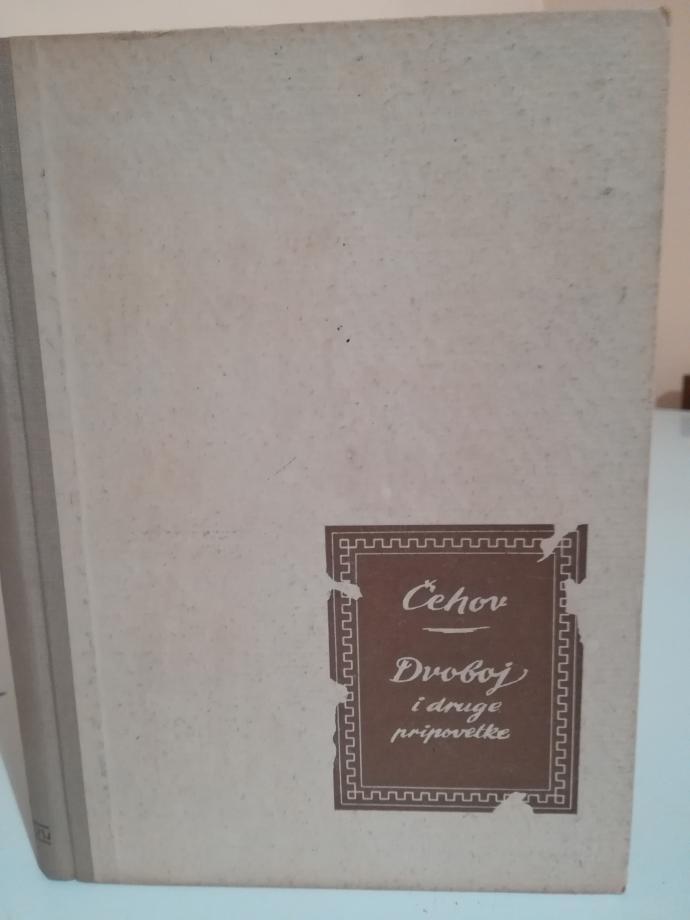 Čehov
Dvoboj
i druge
pripovetke